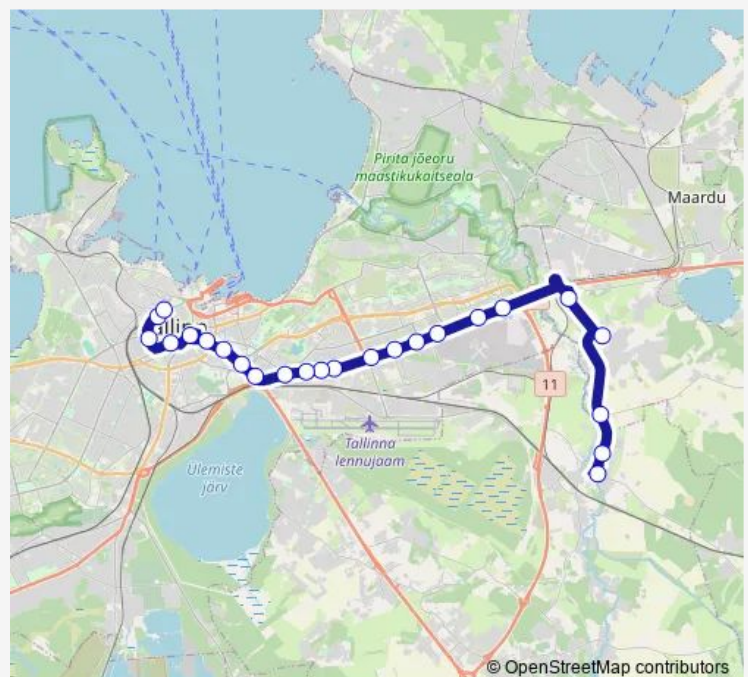 Pirita jõeoru
maastikukaitseala
Maardu
11
Tallinna
lennujaam
Ülemiste
järv
© OpenStreetMap contributors